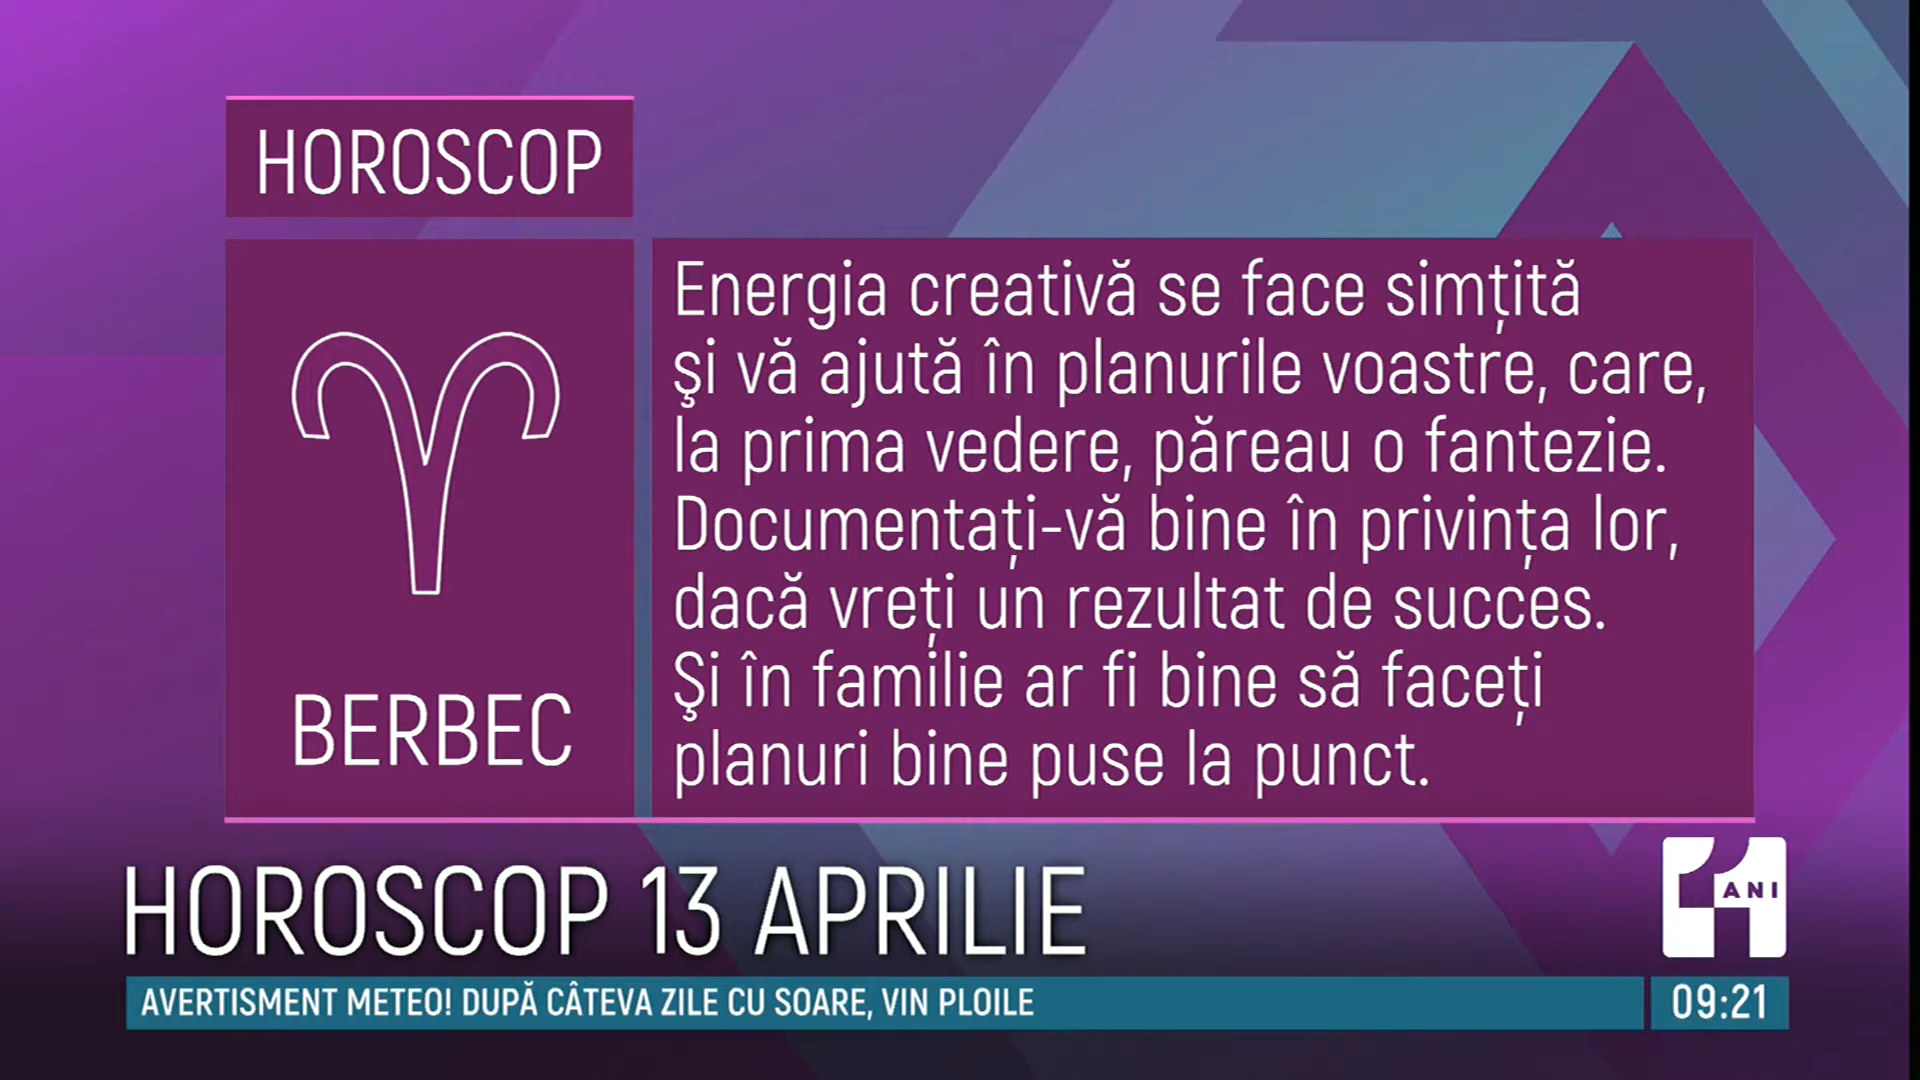 HOROSCOP
BERBEC
Energia creativă se face simțită
şi vă ajută în planurile voastre, care,
la prima vedere, păreau o fantezie.
Documentați-vă bine în privința lor,
dacă vreți un rezultat de succes.
Şi în familie ar fi bine să faceți
planuri bine puse la punct.
HOROSCOP 13 APRILIE
11 ANI
AVERTISMENT METEO! DUPĂ CÂTEVA ZILE CU SOARE, VIN PLOILE
09:21